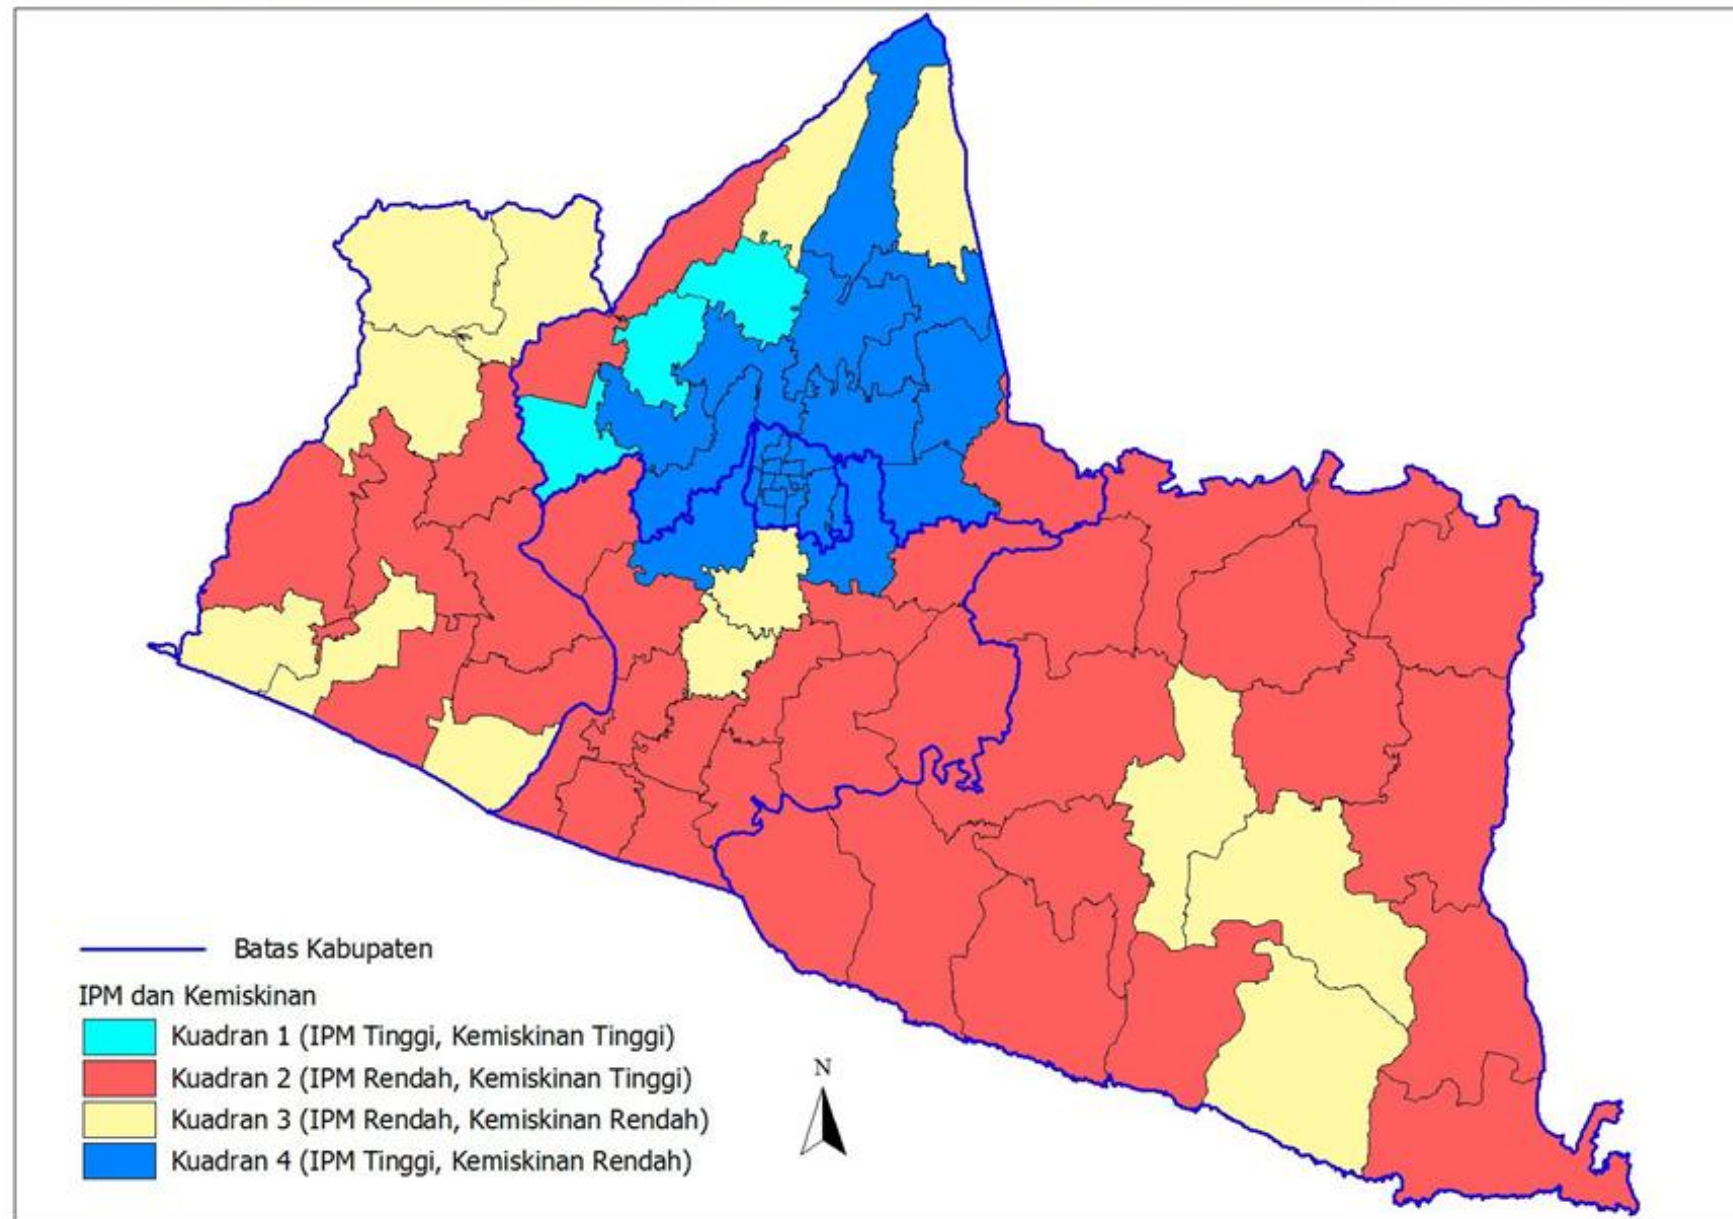 Batas Kabupaten
IPM dan Kemiskinan
Kuadran 1 (IPM Tinggi, Kemiskinan Tinggi)
Kuadran 2 (IPM Rendah, Kemiskinan Tinggi)
Kuadran 3 (IPM Rendah, Kemiskinan Rendah)
Kuadran 4 (IPM Tinggi, Kemiskinan Rendah)
N